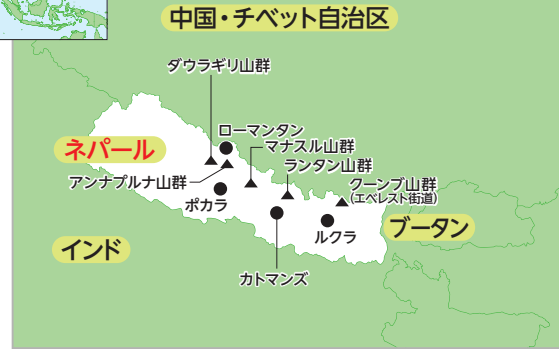 中国・チベット自治区
ダウラギリ山群
ローマンタン
ネパール
マナスル山群
ランタン山群
アンナプルナ山群
クーンブ山群
(エベレスト街道)
ポカラ
ブータン
ルクラ
インド
カトマンズ